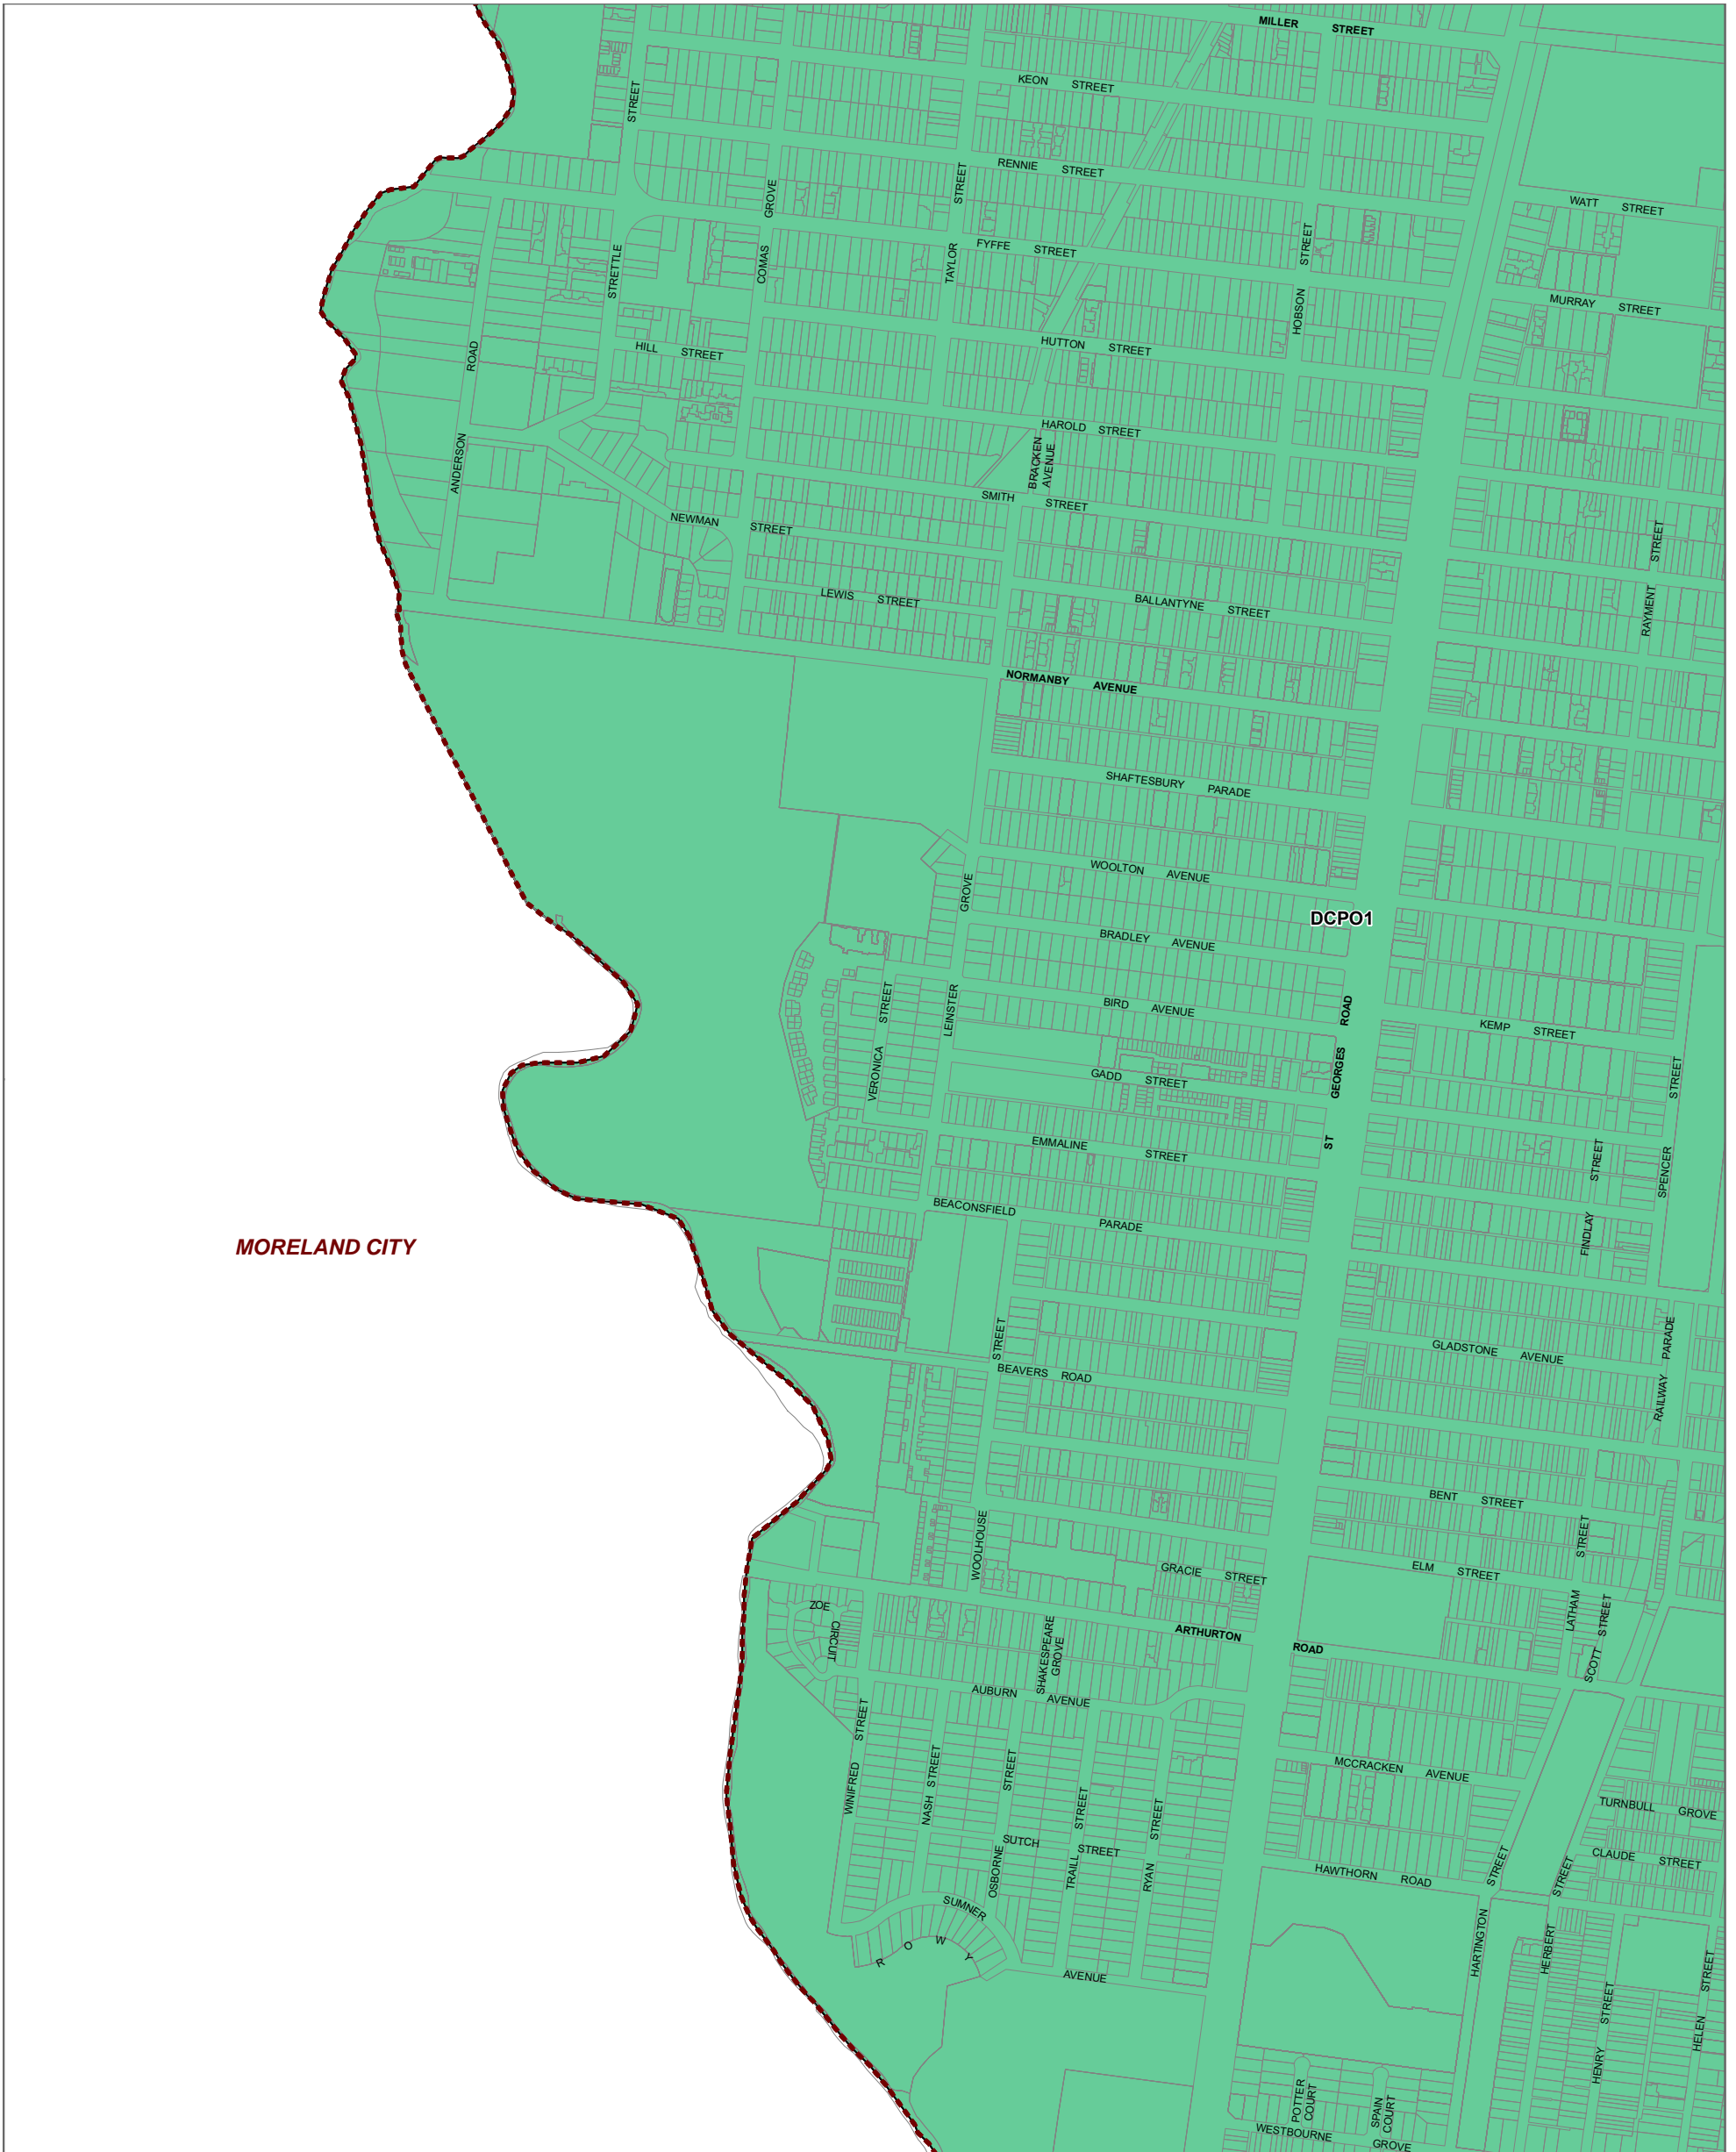 MILLER STREET
KEON STREET
STREET
RENNIE STREET
STREET
GROVE
WATT STREET
FYFFE STREET
STREET
TAYLOR
COMAS
STRETTLE
HOBSON
MURRAY STREET
HUTTON STREET
HILL STREET
ROAD
HAROLD STREET
BRACKEN
AVENUE
ANDERSON
SMITH STREET
NEWMAN STREET
STREET
LEWIS STREET
BALLANTYNE STREET
RAYMENT
NORMANBY AVENUE
SHAFTESBURY PARADE
WOOLTON AVENUE
GROVE
DCPO1
BRADLEY AVENUE
BIRD AVENUE
STREET
LEINSTER
ROAD
KEMP STREET
VERONICA
GADD STREET
GEORGES
STREET
EMMALINE STREET
ST
STREET
SPENCER
BEACONSFIELD PARADE
FINDLAY
MORELAND CITY
STREET
GLADSTONE AVENUE
PARADE
BEAVERS ROAD
RAILWAY
BENT STREET
STREET
WOOLHOUSE
GRACIE STREET
ELM STREET
LATHAM
STREET
ZOE
CIRCUIT
SHAKESPEARE
GROVE
ARTHURTON ROAD
SCOTT
AUBURN AVENUE
STREET
STREET
STREET
MCCRACKEN AVENUE
WINIFRED
NASH
STREET
STREET
TURNBULL GROVE
SUTCH STREET
CLAUDE STREET
OSBORNE
TRAILL
RYAN
HAWTHORN ROAD
STREET
STREET
SUMNER
R O W Y
AVENUE
HARTINGTON
HERBERT
STREET
STREET
HELEN
HENRY
POTTER
COURT
SPAIN
COURT
WESTBOURNE GROVE